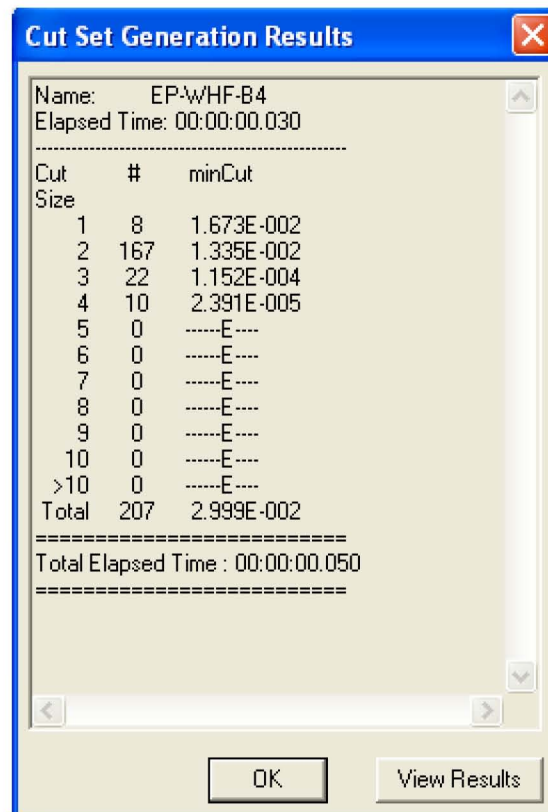 Cut Set Generation Results
Name: EP-WHF-B4
Elapsed Time: 00:00:00.030
--------------------------------------------------
Cut # minCut
Size
1 8 1.673E-002
2 167 1.335E-002
3 22 1.152E-004
4 10 2.391E-005
5 0 ------E----
6 0 ------E----
7 0 ------E----
8 0 ------E----
9 0 ------E----
10 0 ------E----
>10 0 ------E----
Total 207 2.999E-002
==========================
Total Elapsed Time : 00:00:00.050
==========================
OK View Results